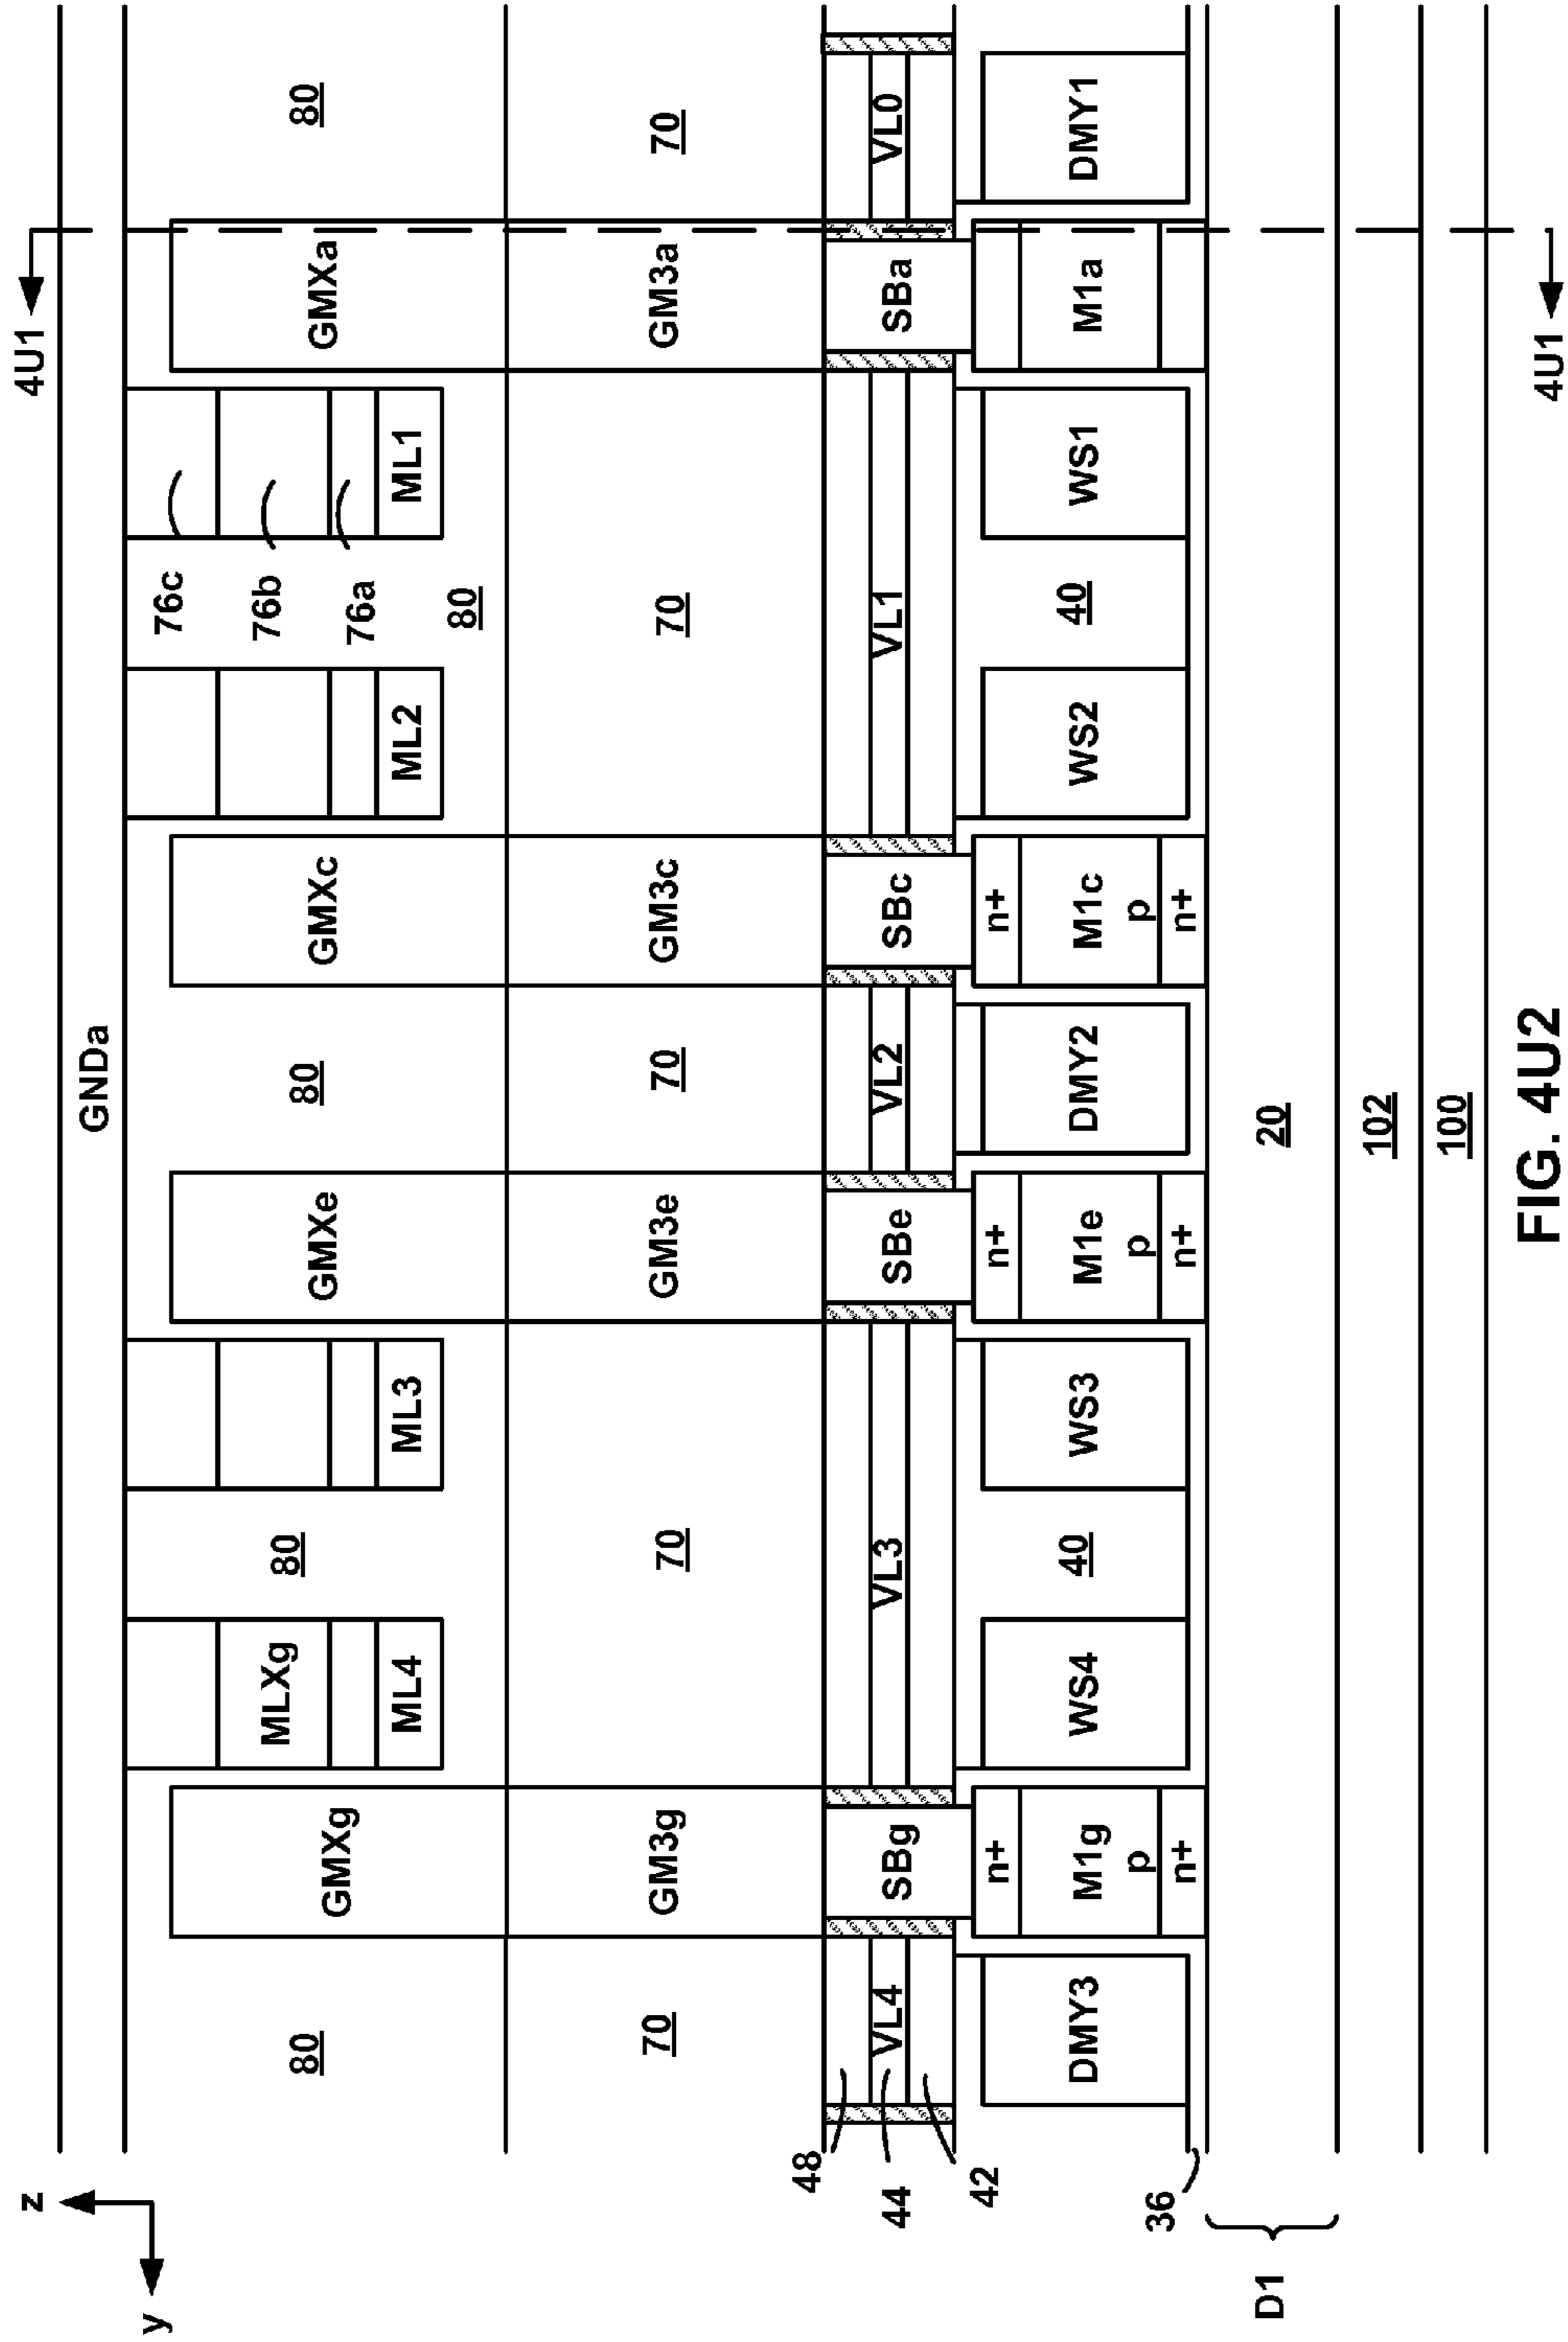 z 4U1
GNDa
y 76c
MLXg 76b
80 GMXg 80 GMXe 80 GMXc GMXa 80
76a
ML4 ML3 ML2 ML1
80
70 GM3g 70 GM3e 70 GM3c 70 GM3a 70
48
44 VL4 SBg VL3 SBe VL2 SBc VL1 SBa VL0
42 n+ n+ n+
DMY3 M1g WS4 40 WS3 M1e DMY2 M1c WS2 40 WS1 M1a DMY1
p p p
36 n+ n+ n+
D1 20
102
100
4U1
FIG. 4U2